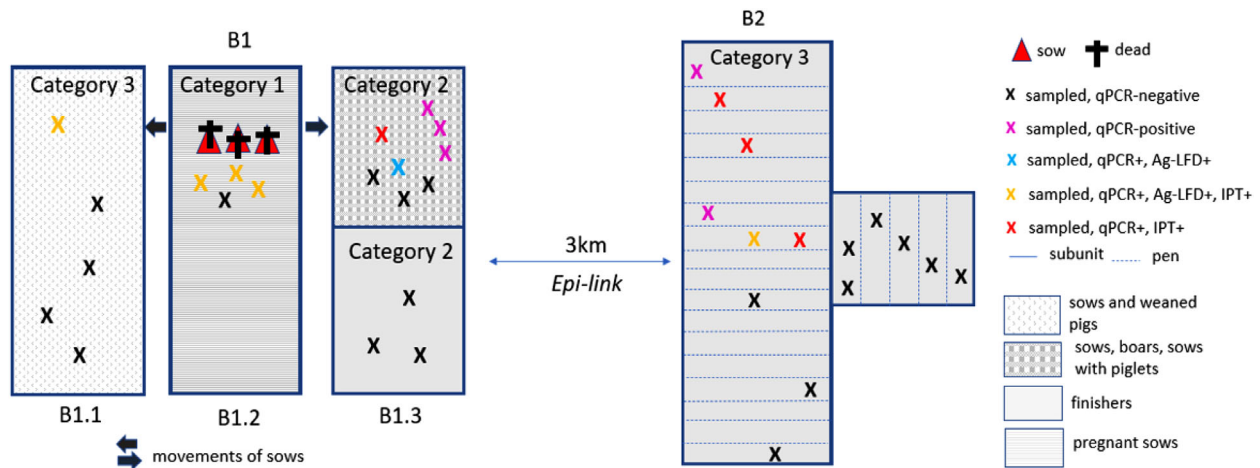 B1
Category 3
Category 1
Category 2
Category 2
B1.1
B1.2
B1.3
movements of sows
3km
Epi-link
B2
Category 3
sow
dead
X sampled, qPCR-negative
X sampled, qPCR-positive
X sampled, qPCR+, Ag-LFD+
X sampled, qPCR+, Ag-LFD+, IPT+
X sampled, qPCR+, IPT+
subunit
pen
sows and weaned
pigs
sows, boars, sows
with piglets
finishers
pregnant sows